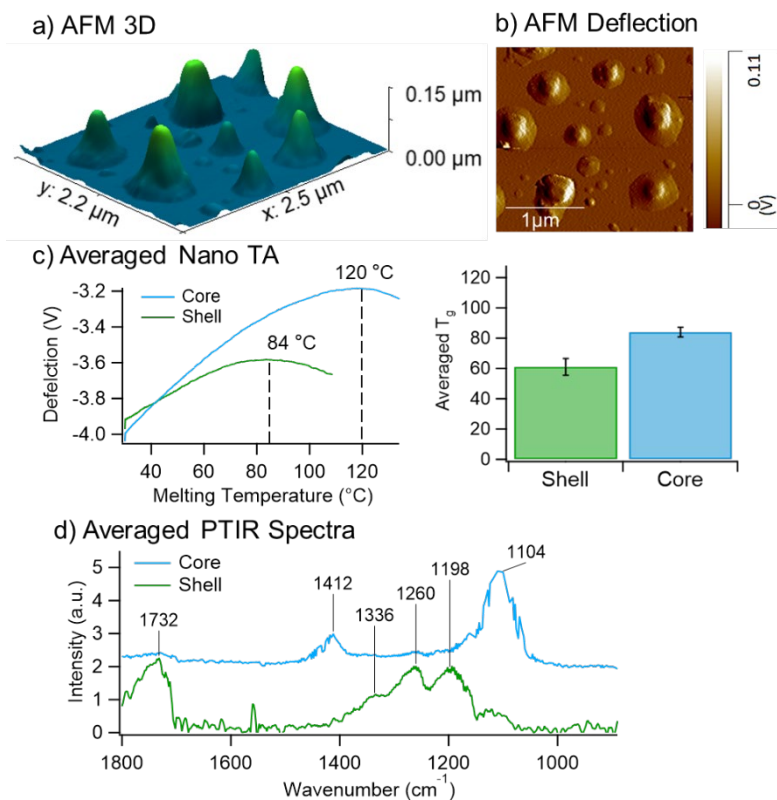 a) AFM 3D
b) AFM Deflection
0.15 µm
0.00 µm
y: 2.2 µm
x: 2.5 µm
1µm
0.11
0
(V)
c) Averaged Nano TA
120 °C
Core
Shell
84 °C
-3.2
-3.4
-3.6
-3.8
-4.0
Defelction (V)
40 60 80 100 120
Melting Temperature (°C)
120
100
80
60
40
20
0
Averaged Tg
Shell Core
d) Averaged PTIR Spectra
Core
Shell
1732
1412
1336
1260
1198
1104
5
4
3
2
1
0
Intensity (a.u.)
1800 1600 1400 1200 1000
Wavenumber (cm⁻¹)